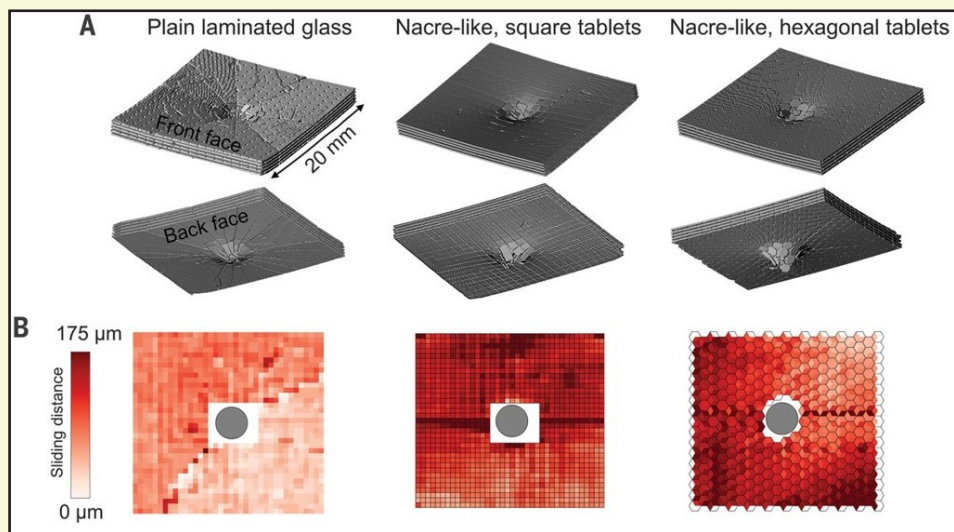 A
Plain laminated glass
Nacre-like, square tablets
Nacre-like, hexagonal tablets
Front face
20 mm
Back face
B
175 µm
Sliding distance
0 µm